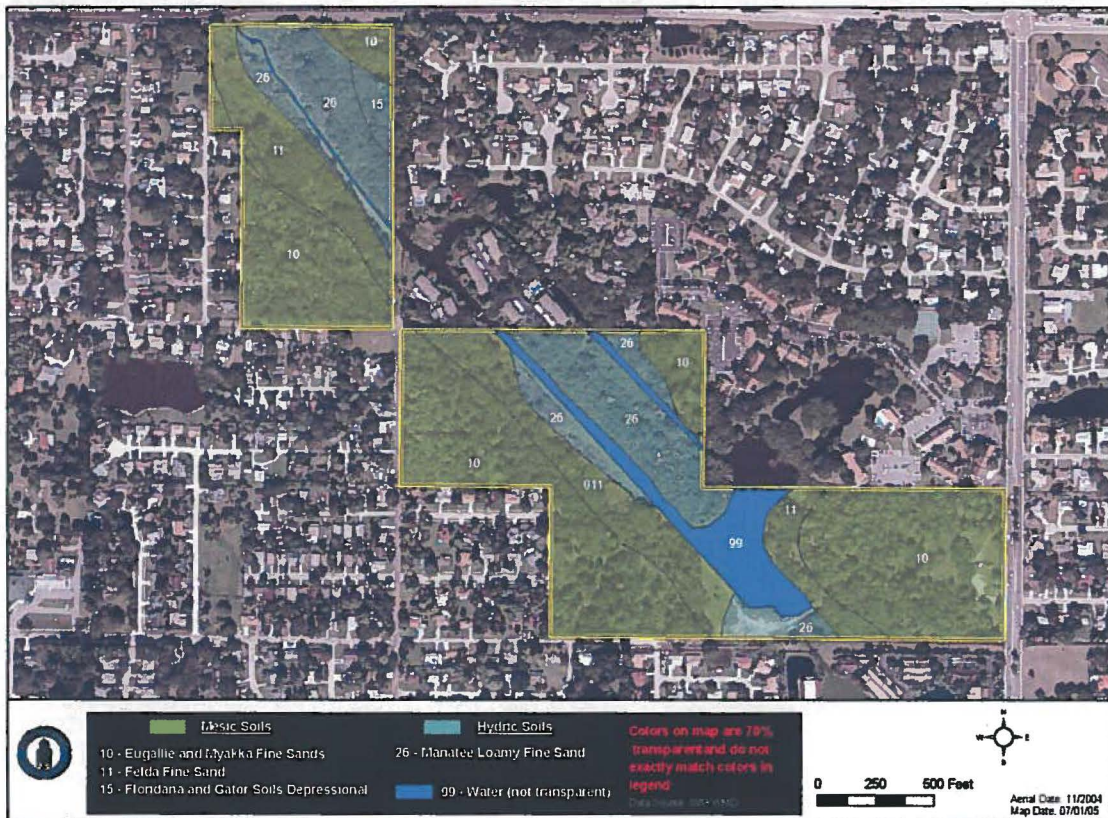 10
26
26
15
11
10
26
10
26
26
10
011
11
99
10
26
Mesic Soils
10 - Eugallie and Myakka Fine Sands
11 - Felda Fine Sand
15 - Floridana and Gator Soils Depressional
Hydric Soils
26 - Manatee Loamy Fine Sand
99 - Water (not transparent)
Colors on map are 70%
transparent and do not
exactly match colors in
legend
N
W
E
S
0 250 500 Feet
Aerial Date: 11/2004
Map Date: 07/01/05